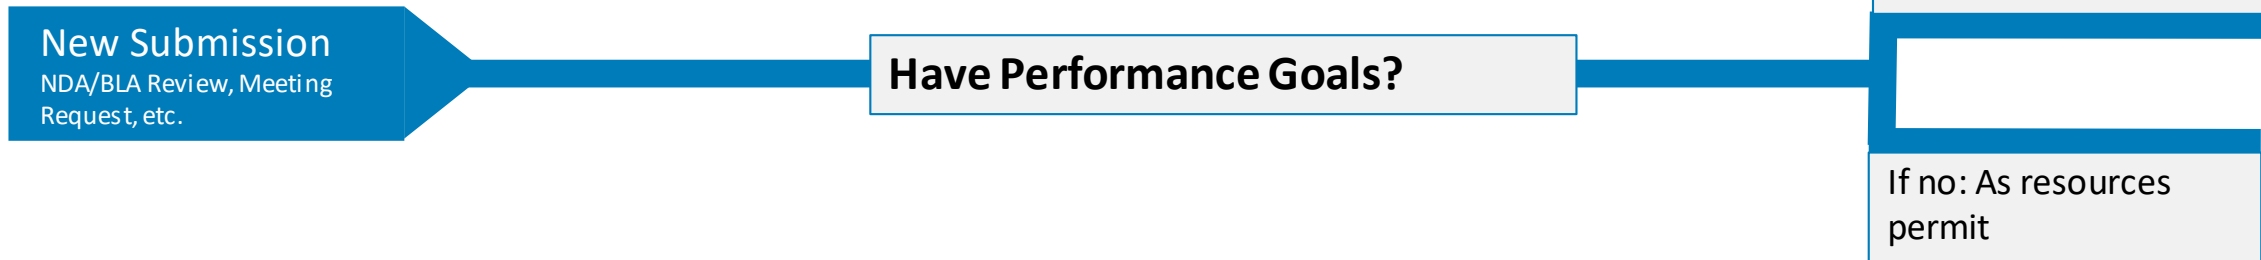 New Submission
NDA/BLA Review, Meeting
Request, etc.
Have Performance Goals?
If no: As resources
permit